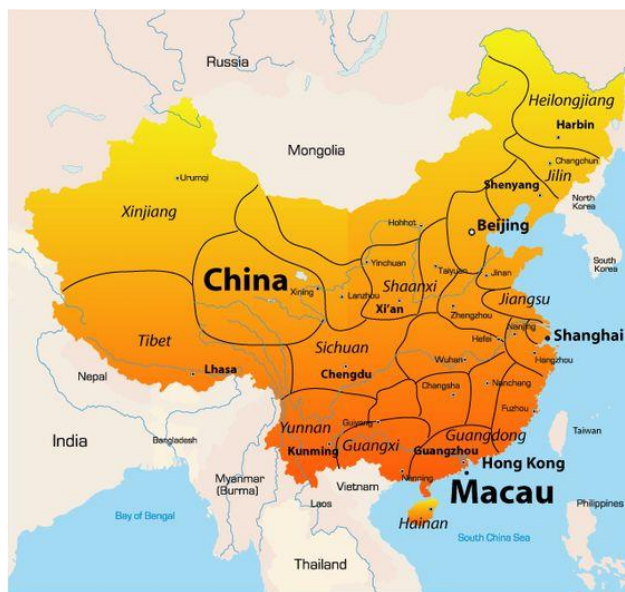 Russia
Heilongjiang
Harbin
Mongolia
Changchun
Jilin
Urumqi
Shenyang
North
Korea
Xinjiang
Hohhot
Beijing
South
Korea
Yinchuan
Taiyuan
Jinan
China
Xining
Lanzhou
Shaanxi
Xi'an
Jiangsu
Zhengzhou
Tibet
Sichuan
Hefei
Nanjing
Shanghai
Lhasa
Chengdu
Wuhan
Hangzhou
Nepal
Changsha
Nanchang
Yunnan
Guiyang
Fuzhou
India
Bangladesh
Kunming
Guangxi
Guangdong
Guangzhou
Taiwan
Hong Kong
Myanmar
(Burma)
Vietnam
Nanning
Macau
Laos
Philippines
Bay of Bengal
Hainan
South China Sea
Thailand